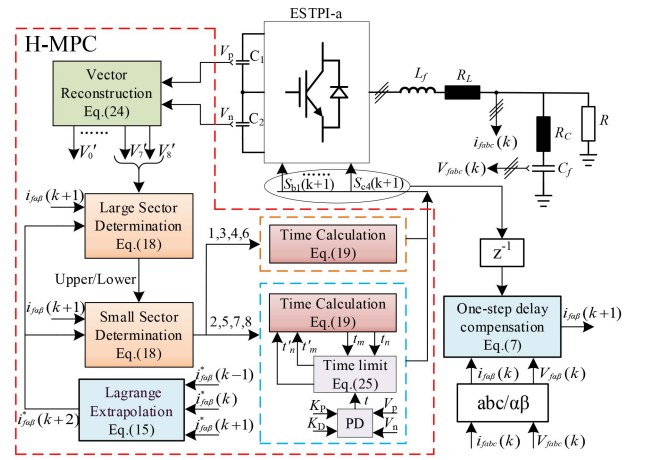 ESTPI-a
H-MPC
Vp
C1
Vn
C2
Vector
Reconstruction
Eq.(24)
Lf
RL
R
RC
Cf
ifabc(k)
Vfabc(k)
......
V0′
V7′
V8′
......
Sb1(k+1)
Sc4(k+1)
ifαβ(k+1)
Large Sector
Determination
Eq.(18)
1,3,4,6
Time Calculation
Eq.(19)
z-1
Upper/Lower
ifαβ(k+1)
Small Sector
Determination
Eq.(18)
2,5,7,8
Time Calculation
Eq.(19)
t′n
t′m
tm
tn
Time limit
Eq.(25)
t
KP
KD
PD
Vp
Vn
One-step delay
compensation
Eq.(7)
ifαβ(k+1)
ifαβ(k)
Vfαβ(k)
abc/αβ
ifabc(k)
Vfabc(k)
Lagrange
Extrapolation
Eq.(15)
i*fαβ(k−1)
i*fαβ(k)
i*fαβ(k+1)
i*fαβ(k+2)